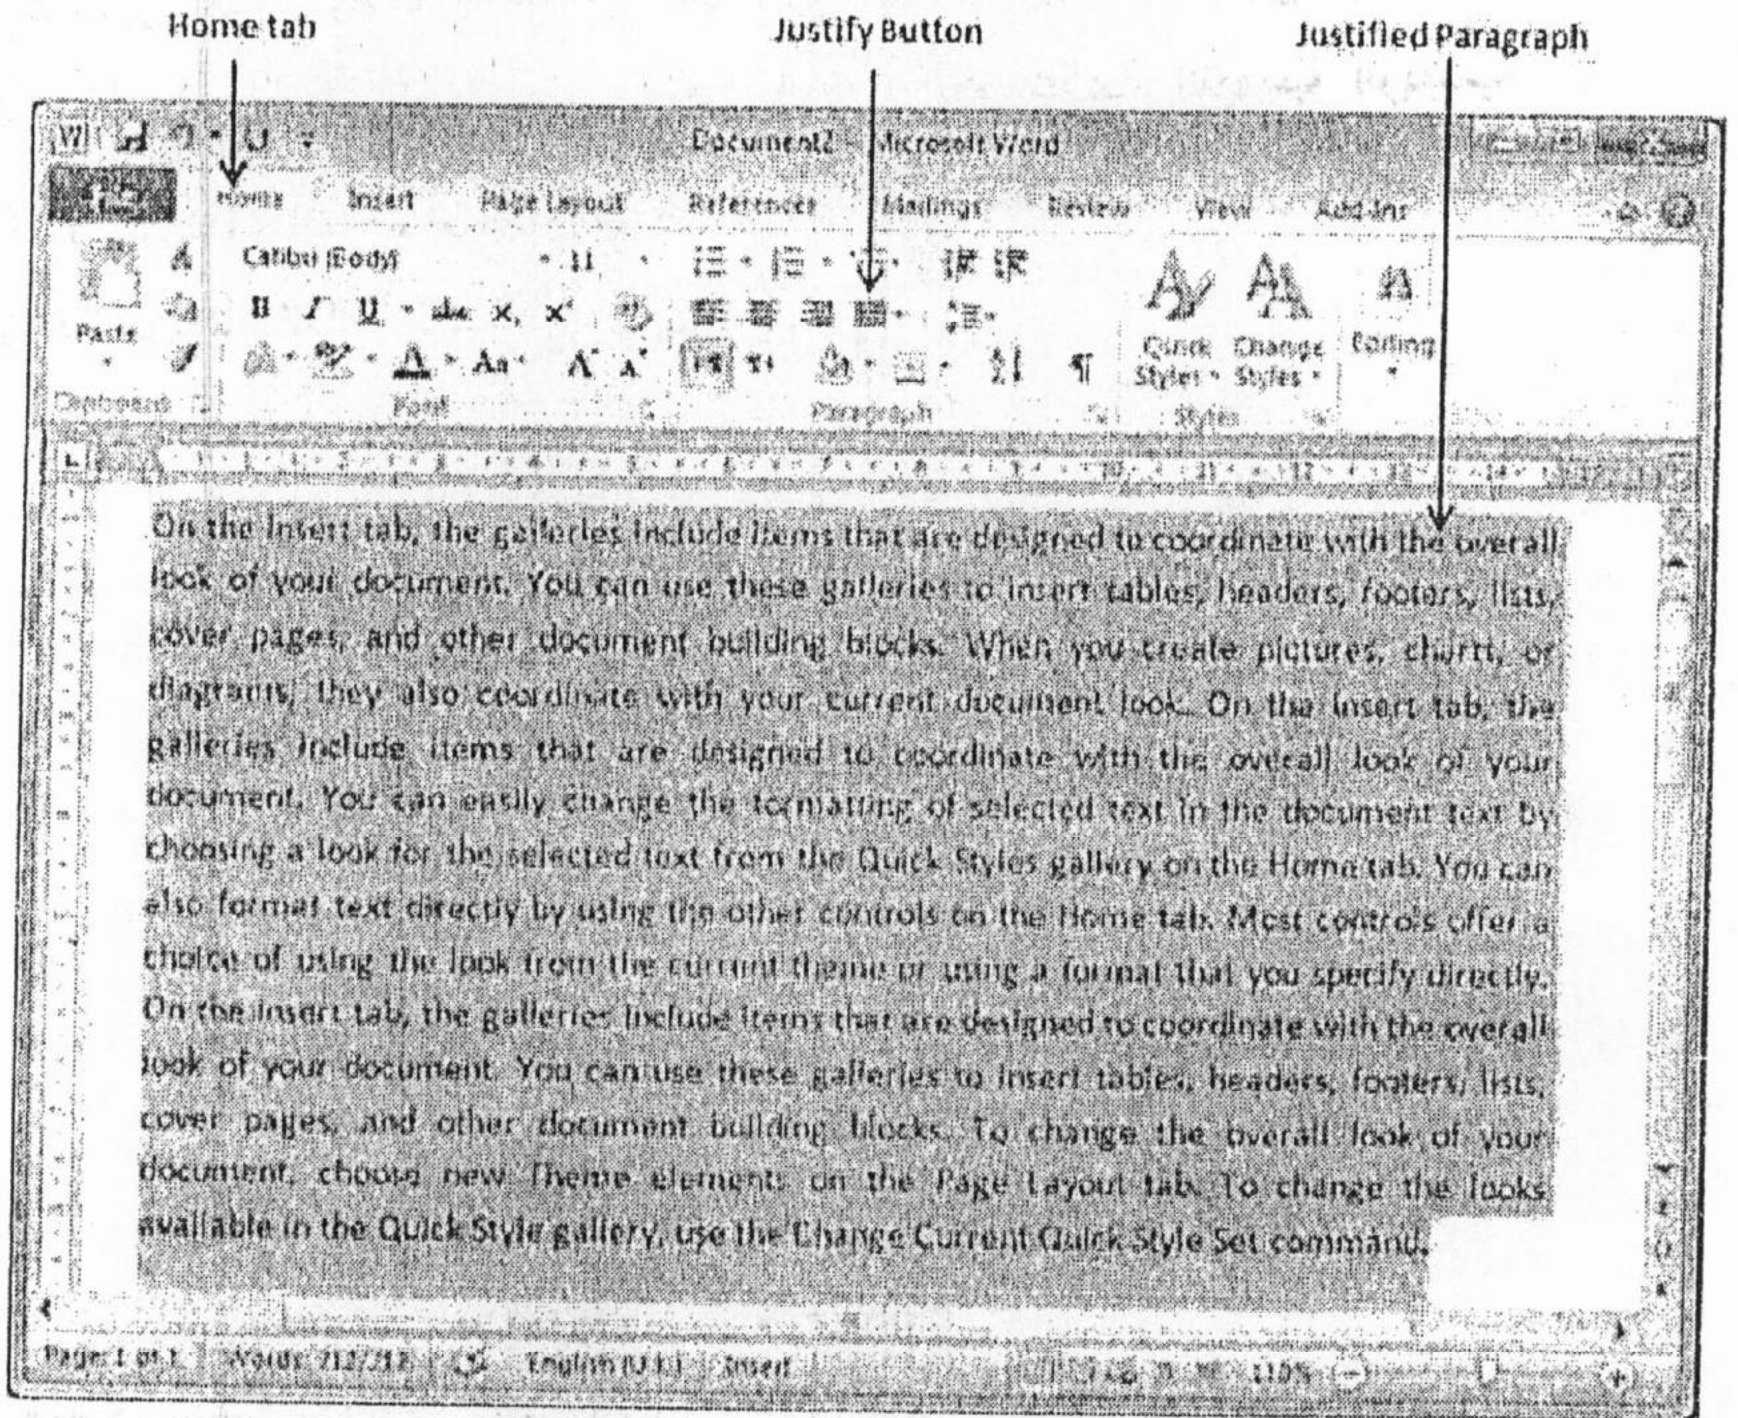 Home tab
Justify Button
Justified Paragraph
Document2 - Microsoft Word
Home Insert Page Layout References Mailings Review View Add-Ins
Calibri (Body) 11
B I U abc x, x'
Paste
Aa A A
Quick Styles
Change Styles
Editing
Clipboard Font Paragraph Styles
On the Insert tab, the galleries include items that are designed to coordinate with the overall
look of your document. You can use these galleries to insert tables, headers, footers, lists,
cover pages, and other document building blocks. When you create pictures, charts, or
diagrams, they also coordinate with your current document look. On the Insert tab, the
galleries include items that are designed to coordinate with the overall look of your
document. You can easily change the formatting of selected text in the document text by
choosing a look for the selected text from the Quick Styles gallery on the Home tab. You can
also format text directly by using the other controls on the Home tab. Most controls offer a
choice of using the look from the current theme or using a format that you specify directly.
On the Insert tab, the galleries include items that are designed to coordinate with the overall
look of your document. You can use these galleries to insert tables, headers, footers, lists,
cover pages, and other document building blocks. To change the overall look of your
document, choose new Theme elements on the Page Layout tab. To change the looks
available in the Quick Style gallery, use the Change Current Quick Style Set command.
Page: 1 of 1 Words: 212/212 English (U.K.) Insert 110%